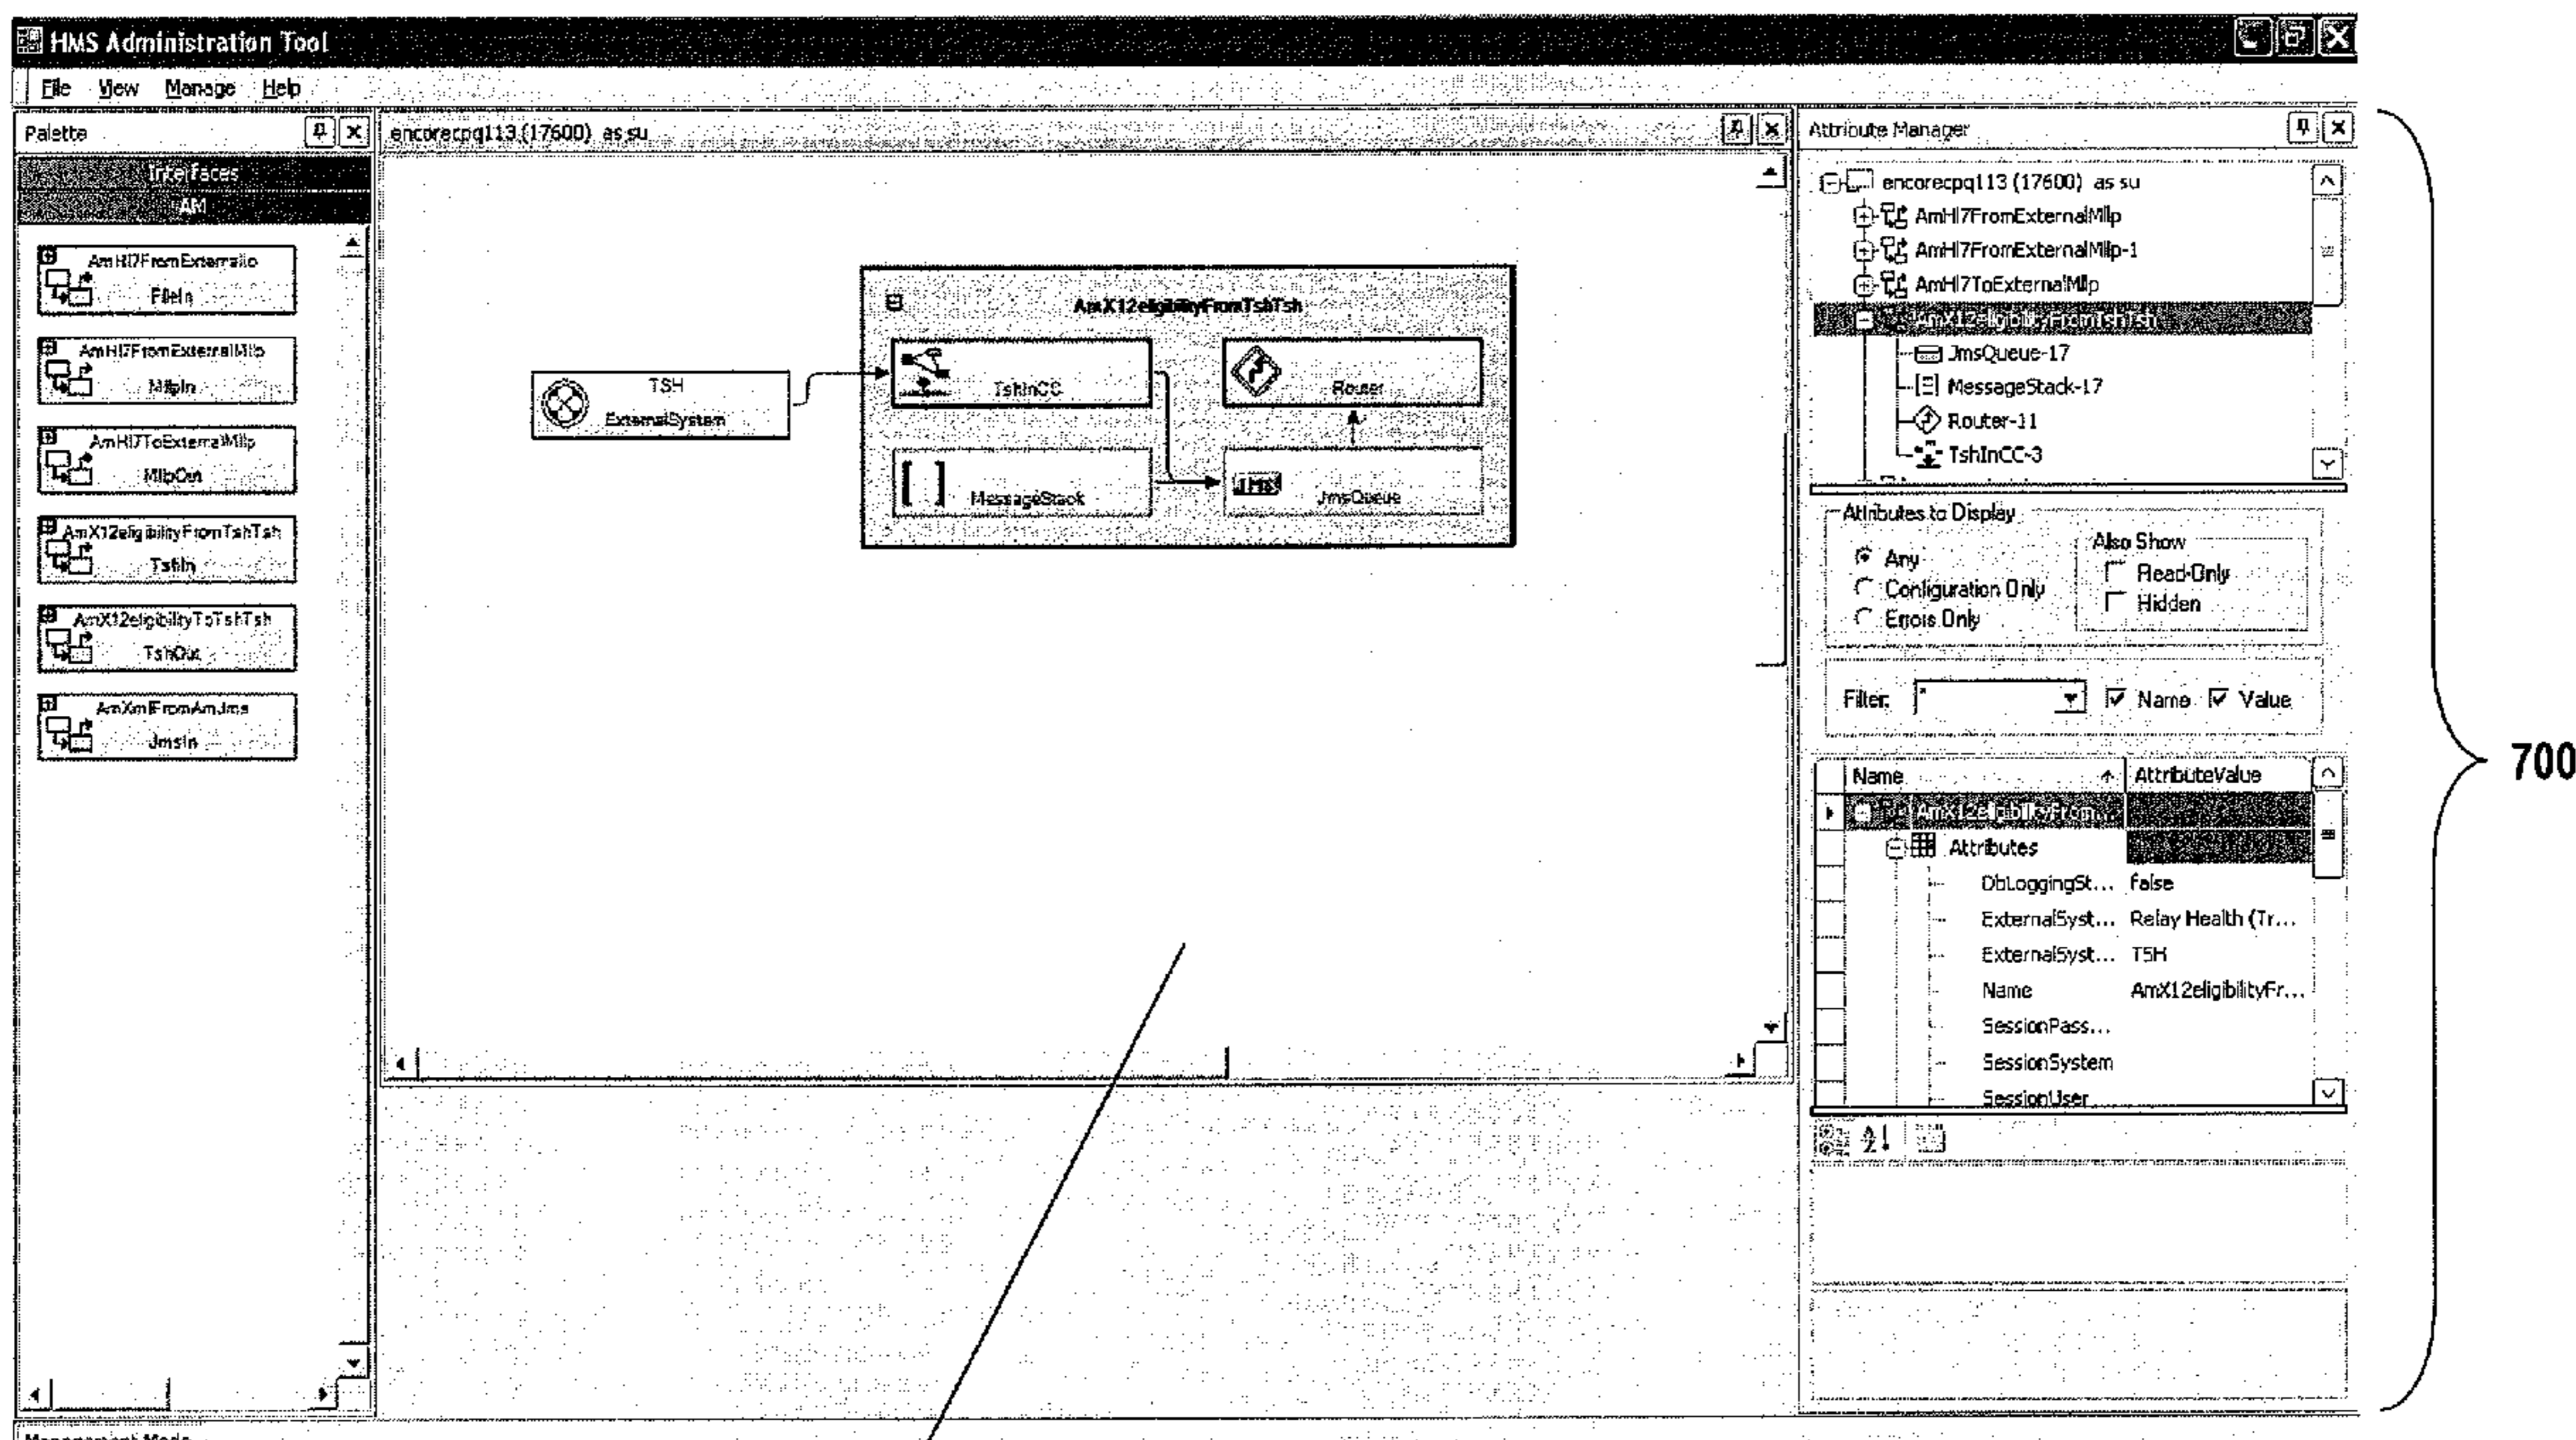 HMS Administration Tool
File View Manage Help
Palette
Interfaces
AM
AmHl7FromExternalIo
FileIn
AmHl7FromExternalMllp
MllpIn
AmHl7ToExternalMllp
MllpOut
AmX12eligibilityFromTshTsh
TshIn
AmX12eligibilityToTshTsh
TshOut
AmXmlFromAmJms
JmsIn
encorecpq113 (17600) as su
TSH
ExternalSystem
AmX12eligibilityFromTshTsh
TshInCC
Router
[ ] MessageStack
JMS JmsQueue
Attribute Manager
encorecpq113 (17600) as su
AmHl7FromExternalMllp
AmHl7FromExternalMllp-1
AmHl7ToExternalMllp
AmX12eligibilityFromTshTsh
JmsQueue-17
MessageStack-17
Router-11
TshInCC-3
Attributes to Display
Any
Configuration Only
Errors Only
Also Show
Read-Only
Hidden
Filter: * Name Value
Name AttributeValue
AmX12eligibilityFrom...
Attributes
DbLoggingSt... False
ExternalSyst... Relay Health (Tr...
ExternalSyst... TSH
Name AmX12eligibilityFr...
SessionPass...
SessionSystem
SessionUser
Management Mode
700